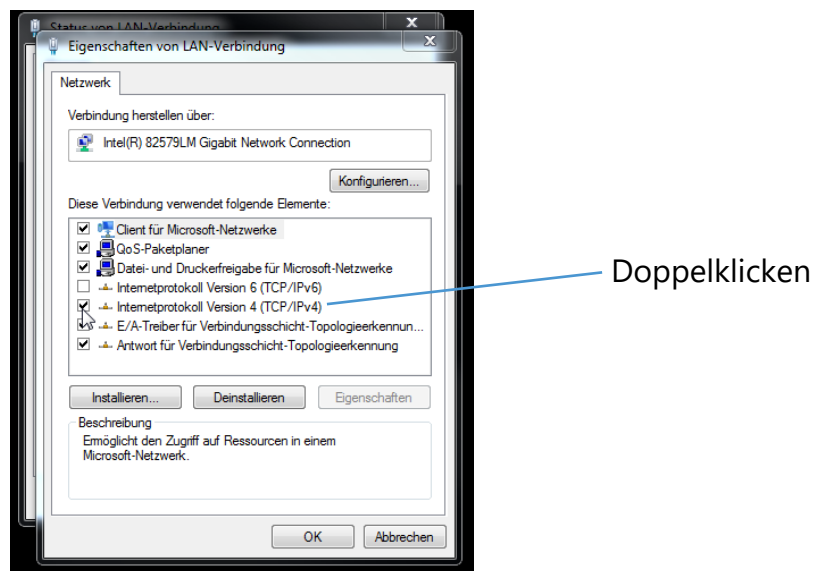 Status von LAN-Verbindung
Eigenschaften von LAN-Verbindung
Netzwerk
Verbindung herstellen über:
Intel(R) 82579LM Gigabit Network Connection
Konfigurieren...
Diese Verbindung verwendet folgende Elemente:
Client für Microsoft-Netzwerke
QoS-Paketplaner
Datei- und Druckerfreigabe für Microsoft-Netzwerke
Internetprotokoll Version 6 (TCP/IPv6)
Internetprotokoll Version 4 (TCP/IPv4)
Doppelklicken
E/A-Treiber für Verbindungsschicht-Topologieerkennun...
Antwort für Verbindungsschicht-Topologieerkennung
Installieren...
Deinstallieren
Eigenschaften
Beschreibung
Ermöglicht den Zugriff auf Ressourcen in einem
Microsoft-Netzwerk.
OK
Abbrechen